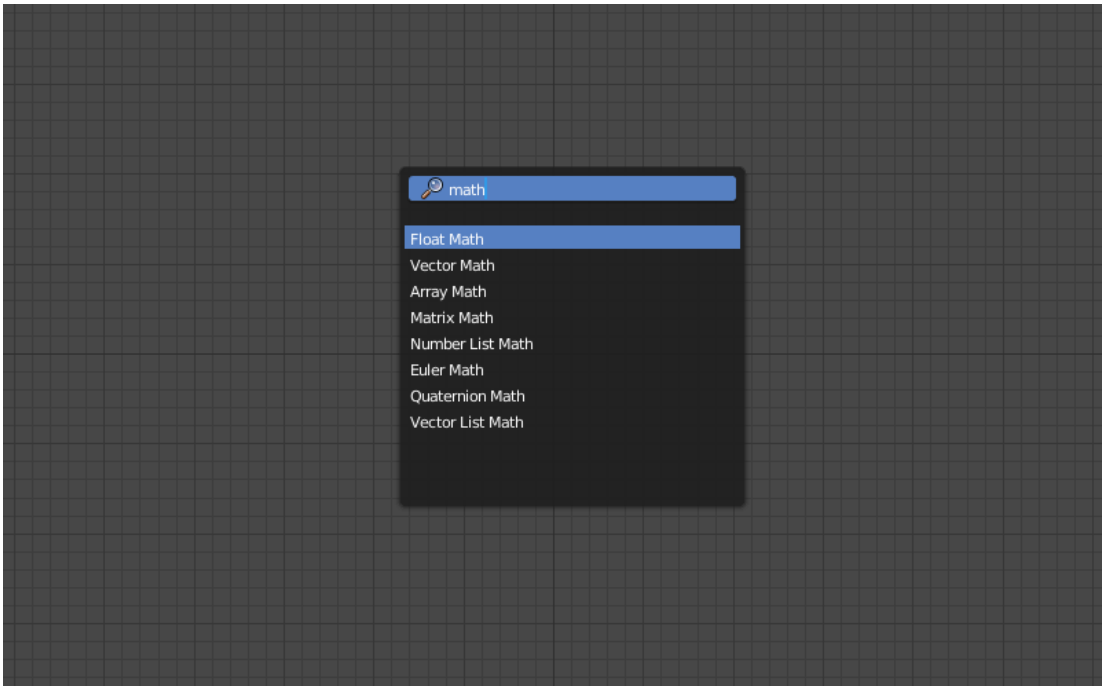 math
Float Math
Vector Math
Array Math
Matrix Math
Number List Math
Euler Math
Quaternion Math
Vector List Math